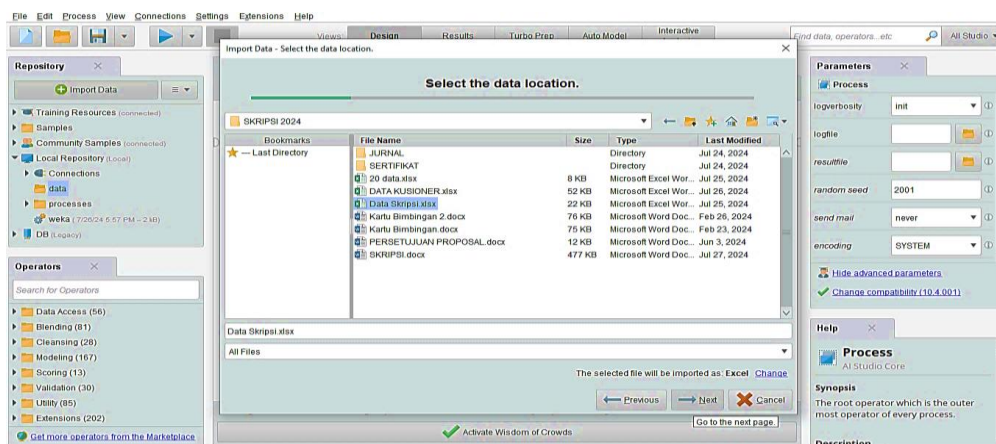 File Edit Process View Connections Settings Extensions Help
Views: Design Results Turbo Prep Auto Model Interactive
Find data, operators...etc All Studio
Repository
Import Data
Training Resources (connected)
Samples
Community Samples (connected)
Local Repository (Local)
Connections
data
processes
weka (7/26/24 5:57 PM – 2 kB)
DB (Legacy)
Operators
Search for Operators
Data Access (56)
Blending (81)
Cleansing (28)
Modeling (167)
Scoring (13)
Validation (30)
Utility (85)
Extensions (202)
Get more operators from the Marketplace
Import Data - Select the data location.
Select the data location.
SKRIPSI 2024
Bookmarks
— Last Directory
File Name Size Type Last Modified
JURNAL Directory Jul 24, 2024
SERTIFIKAT Directory Jul 24, 2024
20 data.xlsx 8 KB Microsoft Excel Wor... Jul 25, 2024
DATA KUSIONER.xlsx 52 KB Microsoft Excel Wor... Jul 26, 2024
Data Skripsi.xlsx 22 KB Microsoft Excel Wor... Jul 25, 2024
Kartu Bimbingan 2.docx 76 KB Microsoft Word Doc... Feb 26, 2024
Kartu Bimbingan.docx 75 KB Microsoft Word Doc... Feb 23, 2024
PERSETUJUAN PROPOSAL.docx 12 KB Microsoft Word Doc... Jun 3, 2024
SKRIPSI.docx 477 KB Microsoft Word Doc... Jul 27, 2024
Data Skripsi.xlsx
All Files
The selected file will be imported as: Excel Change
Previous Next Cancel
Go to the next page.
Activate Wisdom of Crowds
Parameters
Process
logverbosity init
logfile
resultfile
random seed 2001
send mail never
encoding SYSTEM
Hide advanced parameters
Change compatibility (10.4.001)
Help
Process
AI Studio Core
Synopsis
The root operator which is the outer
most operator of every process.
Description